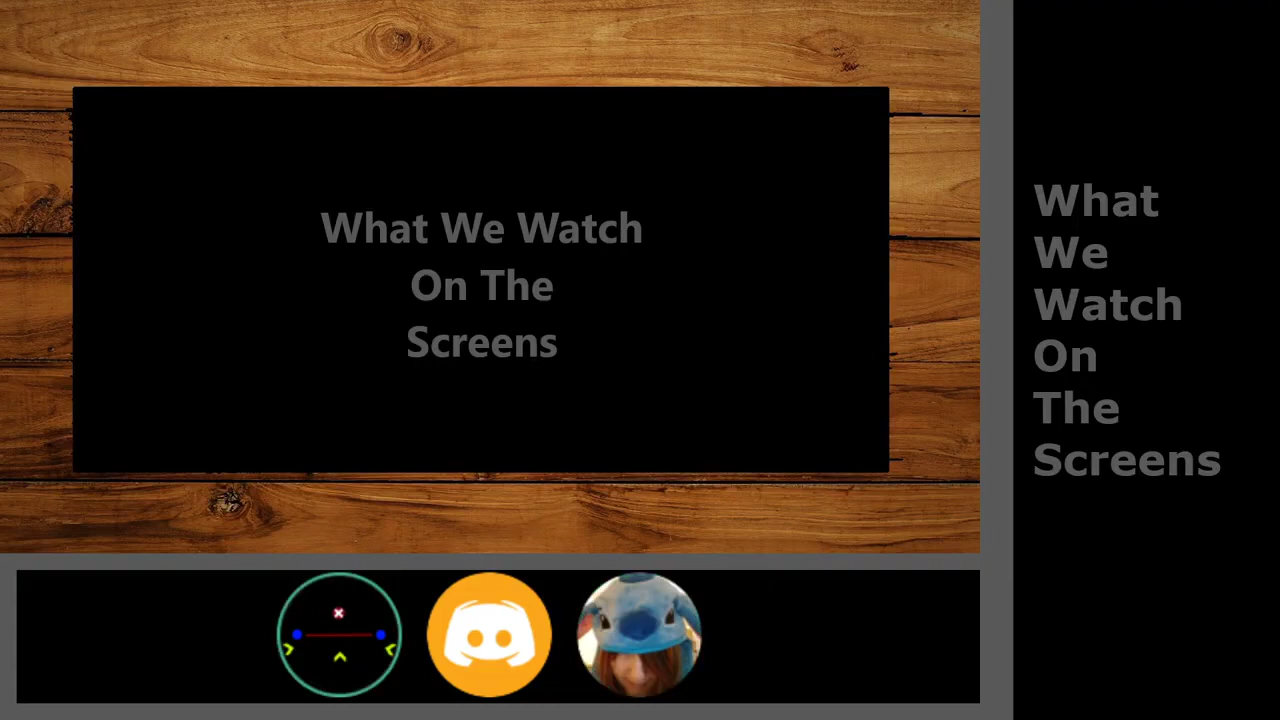 What We Watch
On The
Screens
What
We
Watch
On
The
Screens